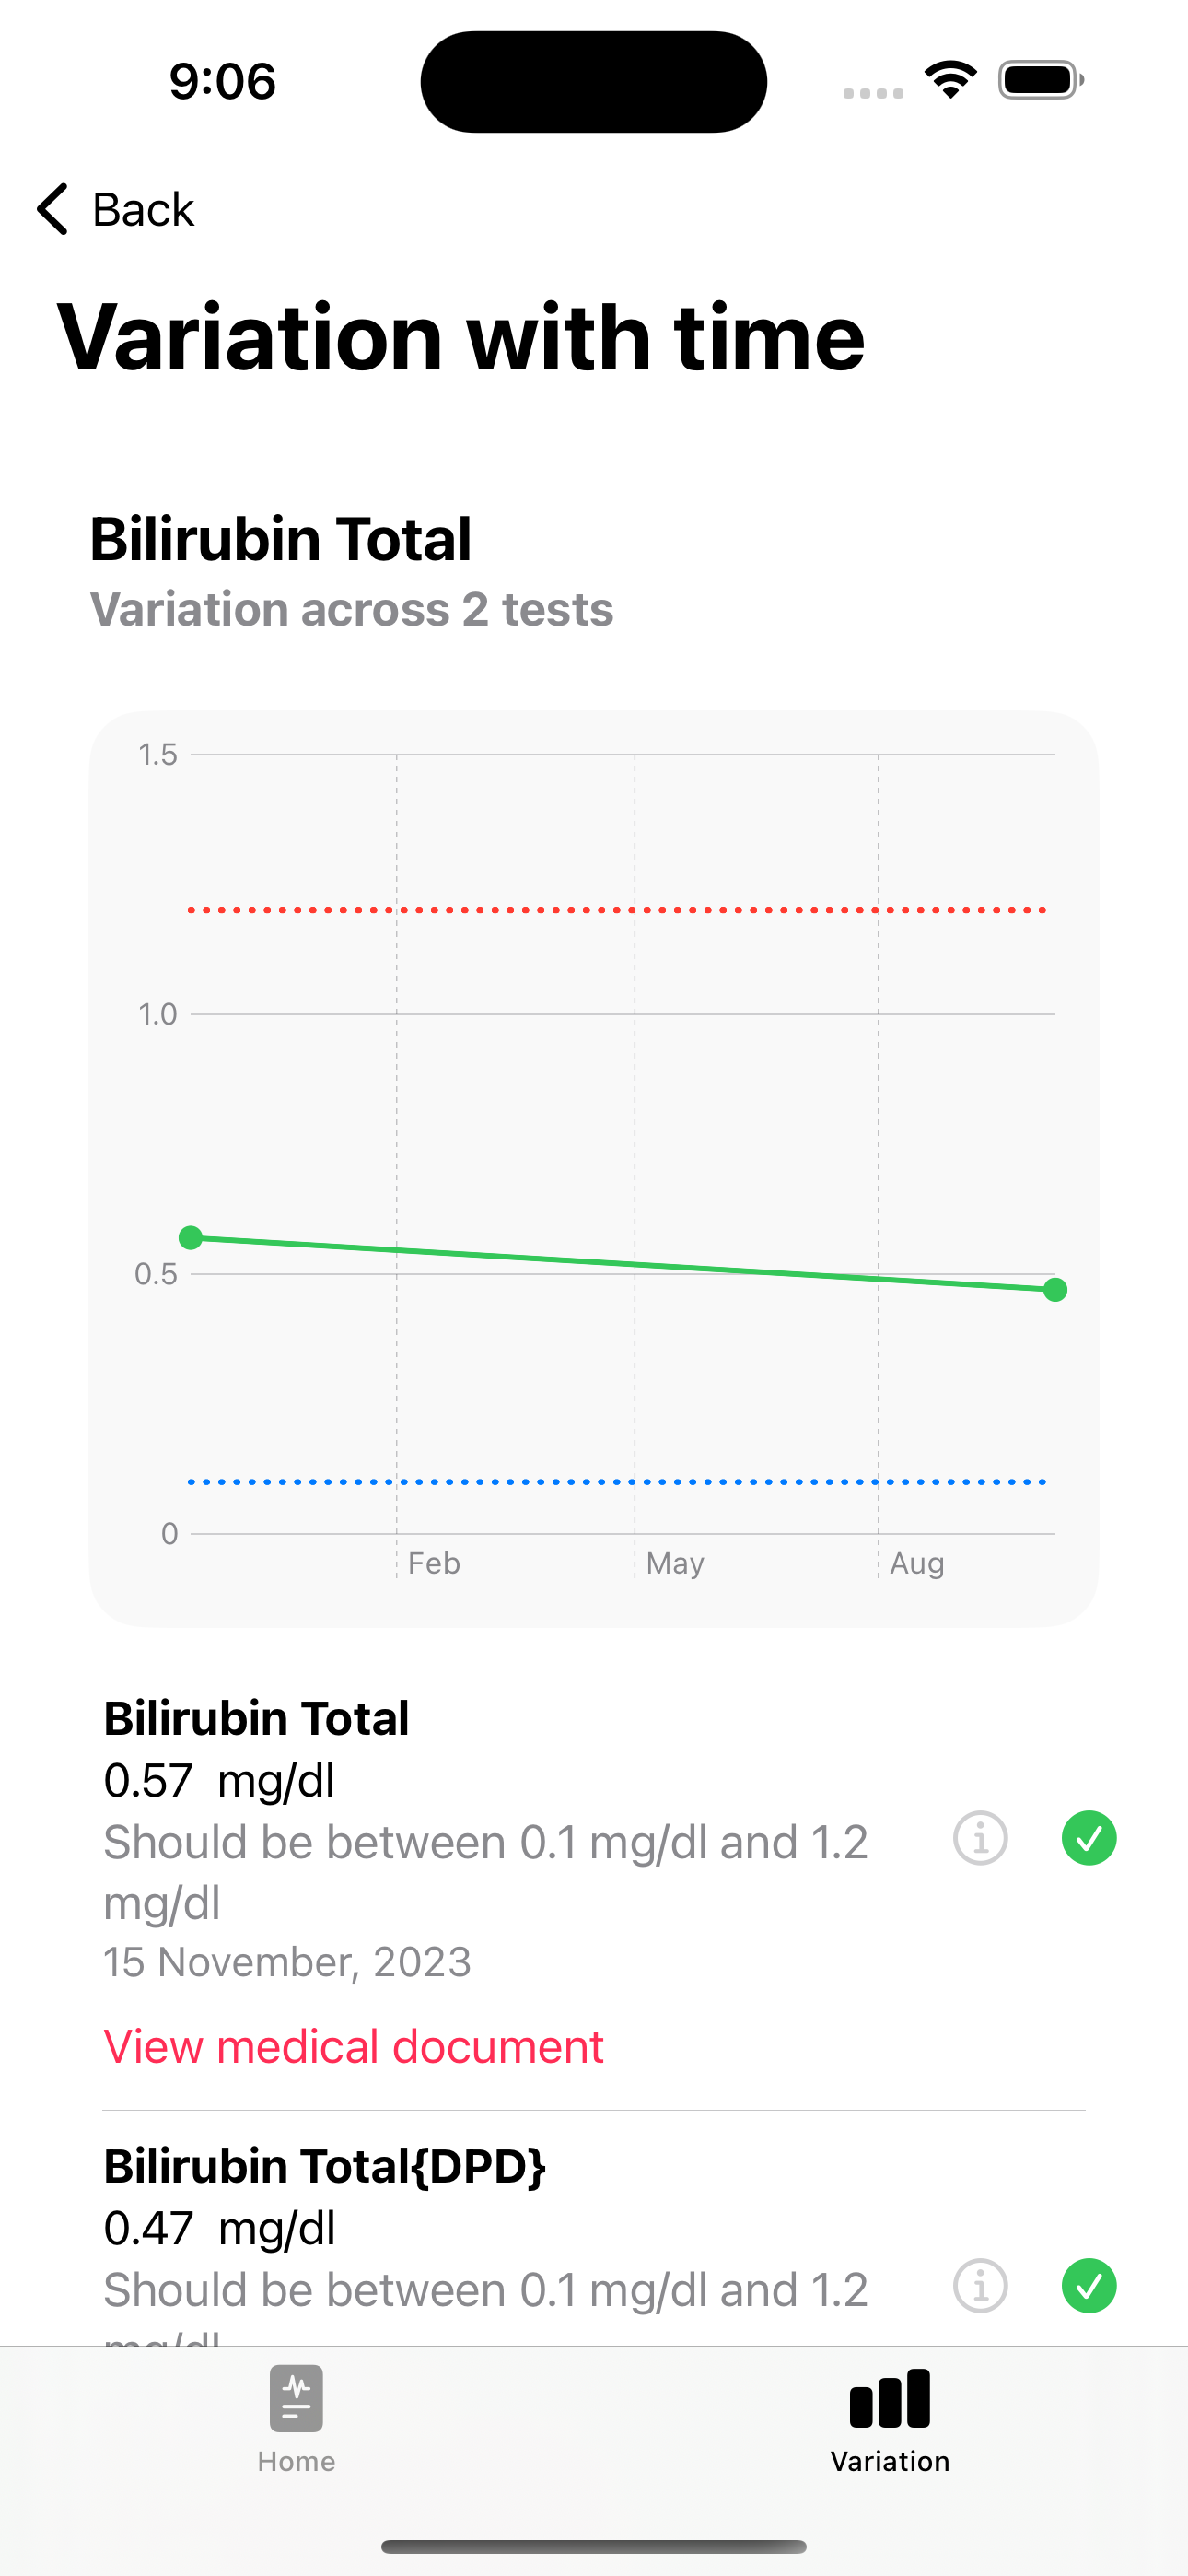 9:06
Back
Variation with time
Bilirubin Total
Variation across 2 tests
1.5
1.0
0.5
0
Feb May Aug
Bilirubin Total
0.57 mg/dl
Should be between 0.1 mg/dl and 1.2
mg/dl
15 November, 2023
View medical document
Bilirubin Total{DPD}
0.47 mg/dl
Should be between 0.1 mg/dl and 1.2
mg/dl
Home
Variation